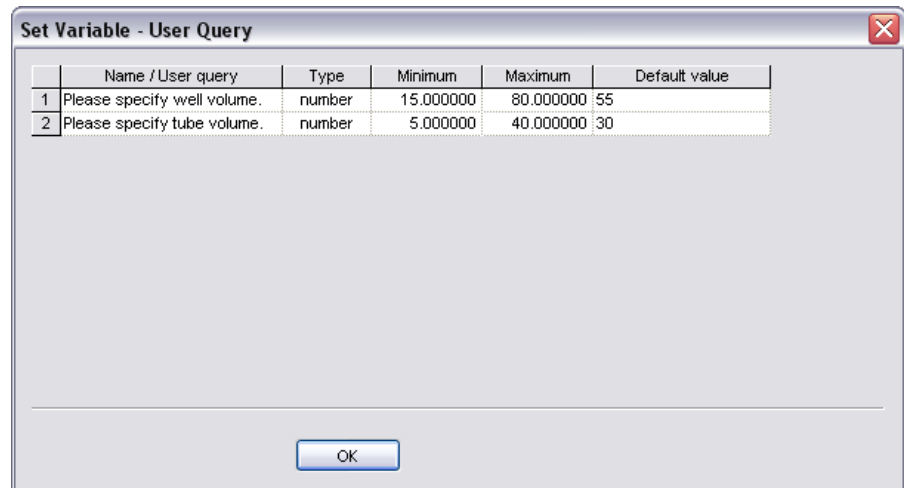 Set Variable - User Query
Name / User query Type Minimum Maximum Default value
1 Please specify well volume. number 15.000000 80.000000 55
2 Please specify tube volume. number 5.000000 40.000000 30
OK